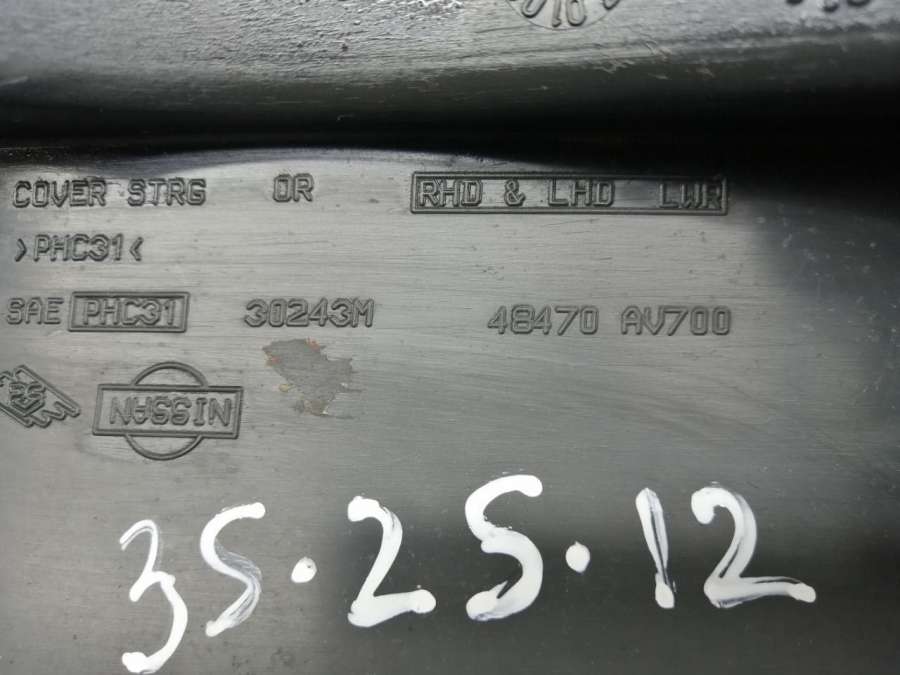 COVER STRG OR RHD & LHD LWR
>PHC31<
SAE PHC31 30243M 48470 AV700
NISSAN
35.25.12